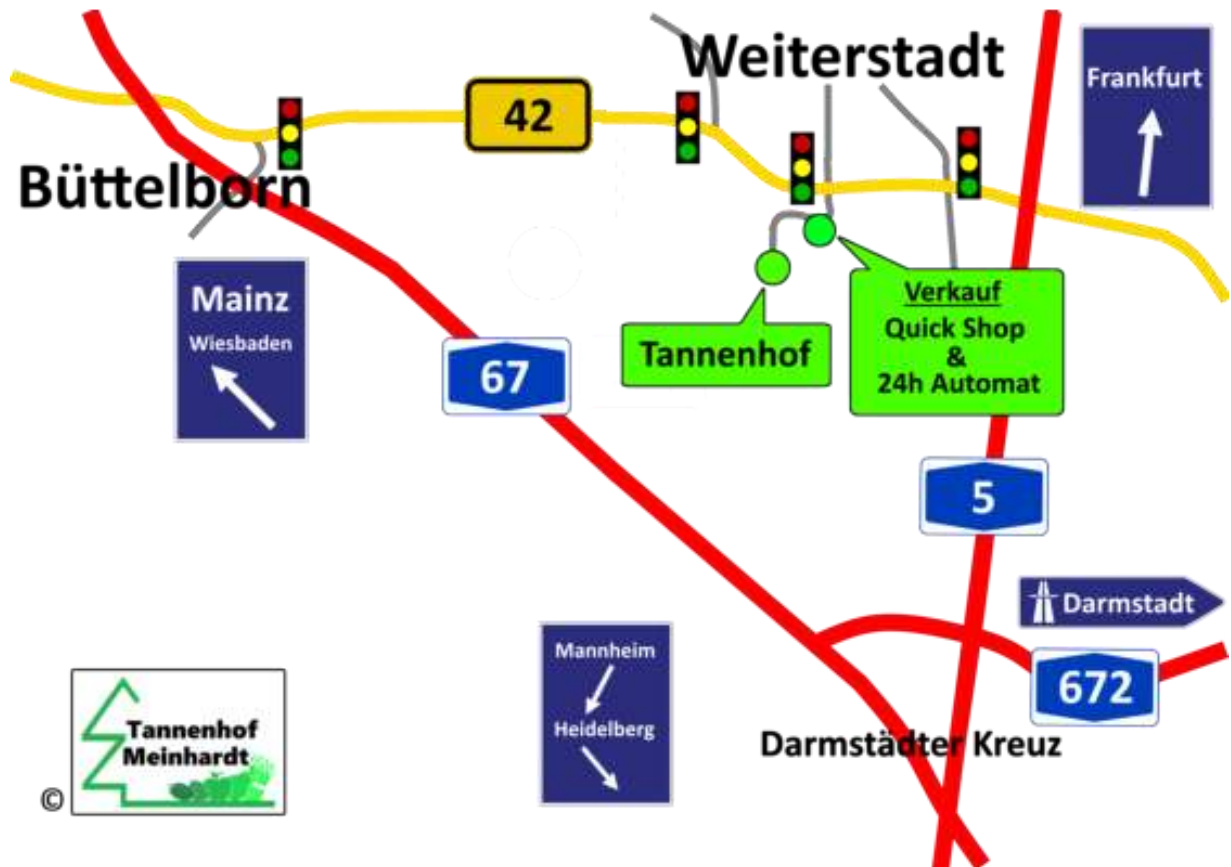 Weiterstadt
Frankfurt
42
Büttelborn
Mainz
Wiesbaden
67
Tannenhof
Verkauf
Quick Shop
&
24h Automat
5
Darmstadt
672
Mannheim
Heidelberg
Darmstädter Kreuz
©
Tannenhof
Meinhardt